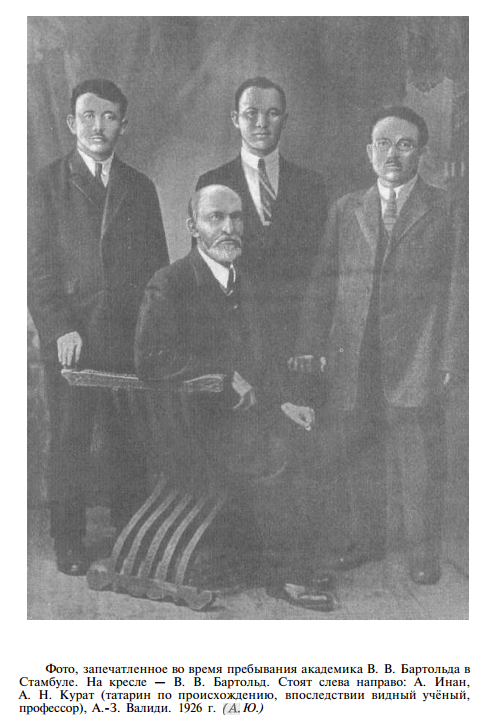 Фото, запечатленное во время пребывания академика В. В. Бартольда в
Стамбуле. На кресле — В. В. Бартольд. Стоят слева направо: А. Инан,
А. Н. Курат (татарин по происхождению, впоследствии видный учёный,
профессор), А.-З. Валиди. 1926 г. (А. Ю.)